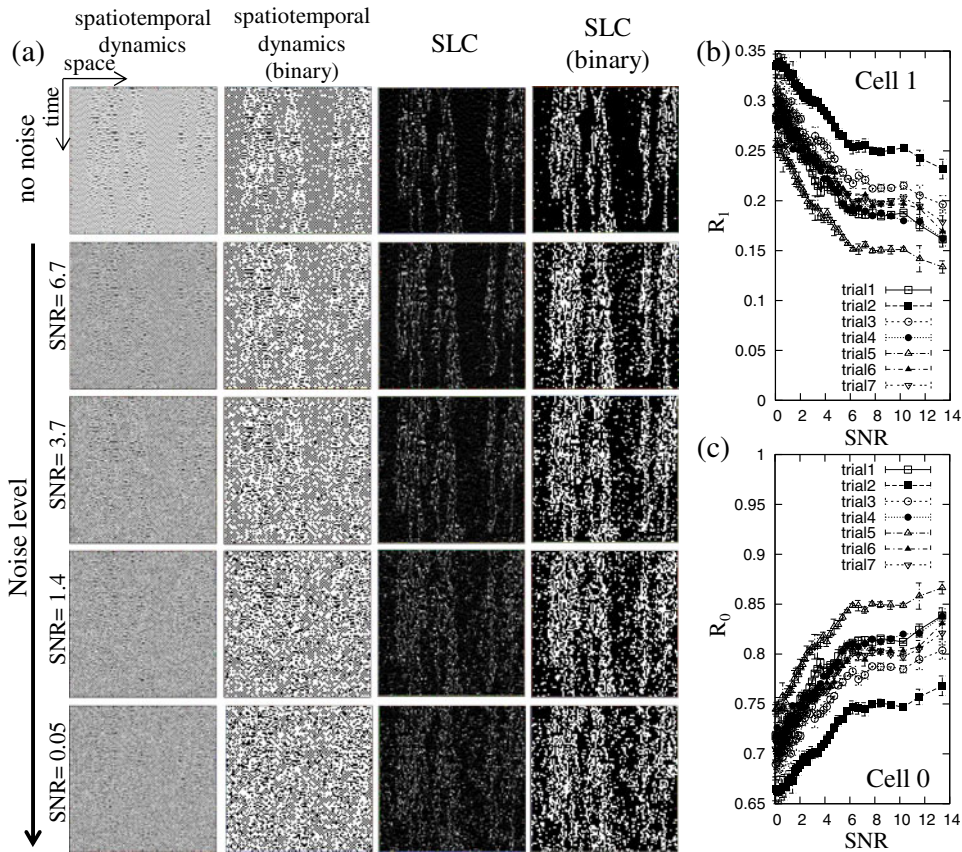 (a)
spatiotemporal
dynamics
spatiotemporal
dynamics
(binary)
SLC
SLC
(binary)
space
time
no noise
SNR= 6.7
SNR= 3.7
SNR= 1.4
SNR= 0.05
Noise level
(b)
Cell 1
R1
0.35
0.3
0.25
0.2
0.15
0.1
0.05
0
trial1
trial2
trial3
trial4
trial5
trial6
trial7
0 2 4 6 8 10 12 14
SNR
(c)
Cell 0
R0
1
0.95
0.9
0.85
0.8
0.75
0.7
0.65
trial1
trial2
trial3
trial4
trial5
trial6
trial7
0 2 4 6 8 10 12 14
SNR